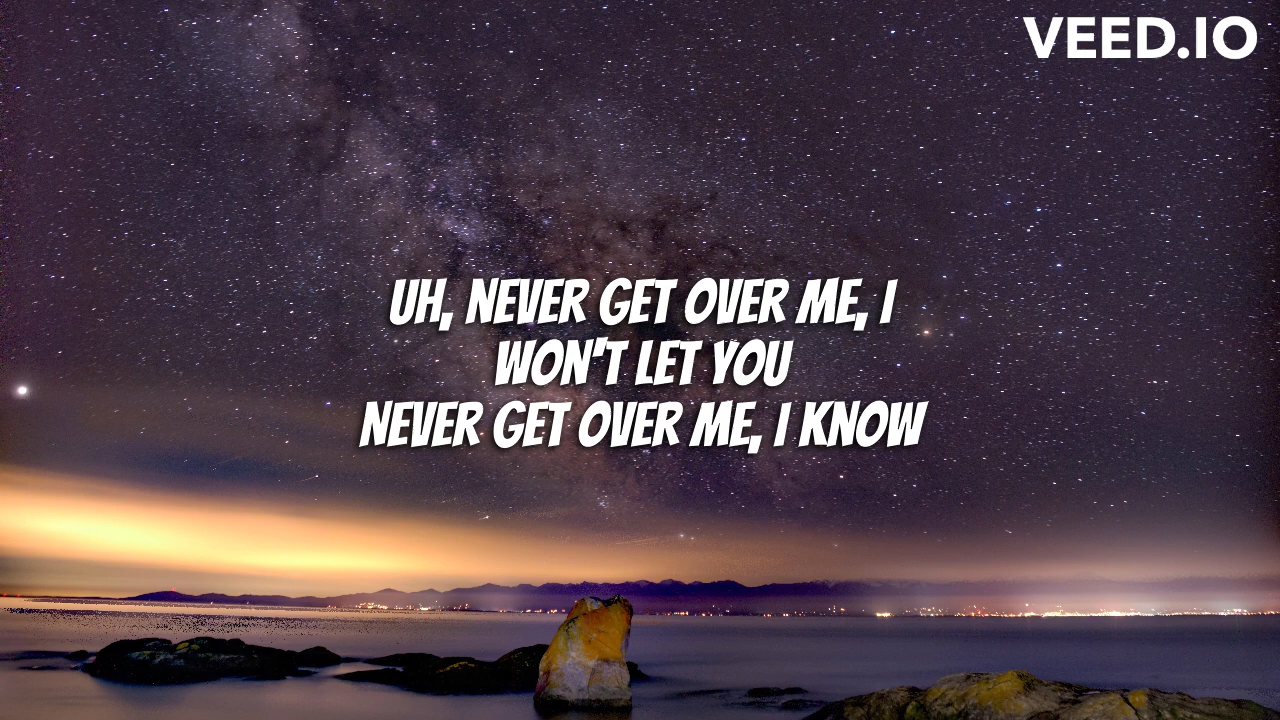 VEED.IO
UH, NEVER GET OVER ME, I
WON'T LET YOU
NEVER GET OVER ME, I KNOW